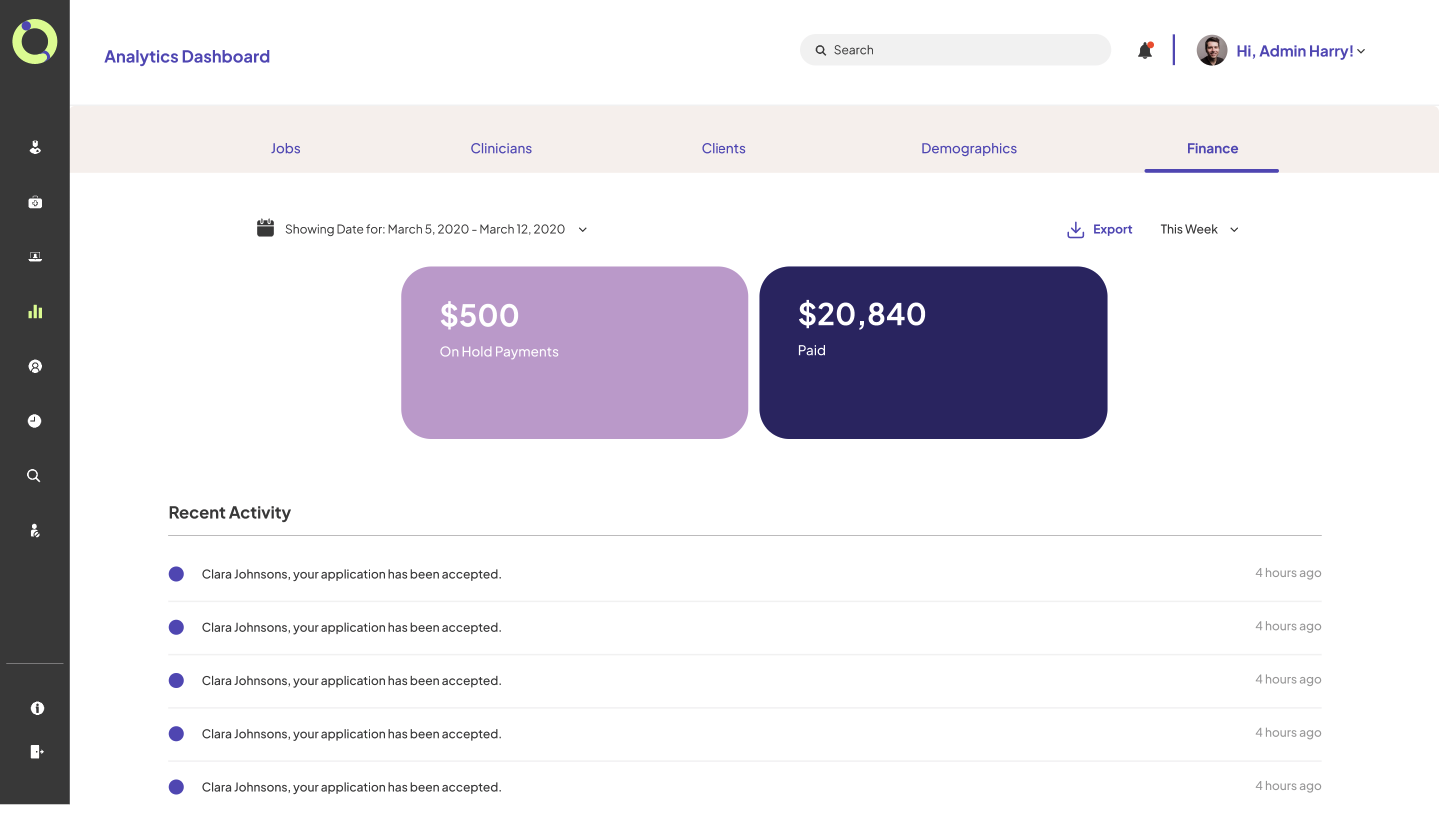 Analytics Dashboard
Search
Hi, Admin Harry!
Jobs
Clinicians
Clients
Demographics
Finance
Showing Date for: March 5, 2020 - March 12, 2020
Export
This Week
$500
On Hold Payments
$20,840
Paid
Recent Activity
Clara Johnsons, your application has been accepted.
4 hours ago
Clara Johnsons, your application has been accepted.
4 hours ago
Clara Johnsons, your application has been accepted.
4 hours ago
Clara Johnsons, your application has been accepted.
4 hours ago
Clara Johnsons, your application has been accepted.
4 hours ago